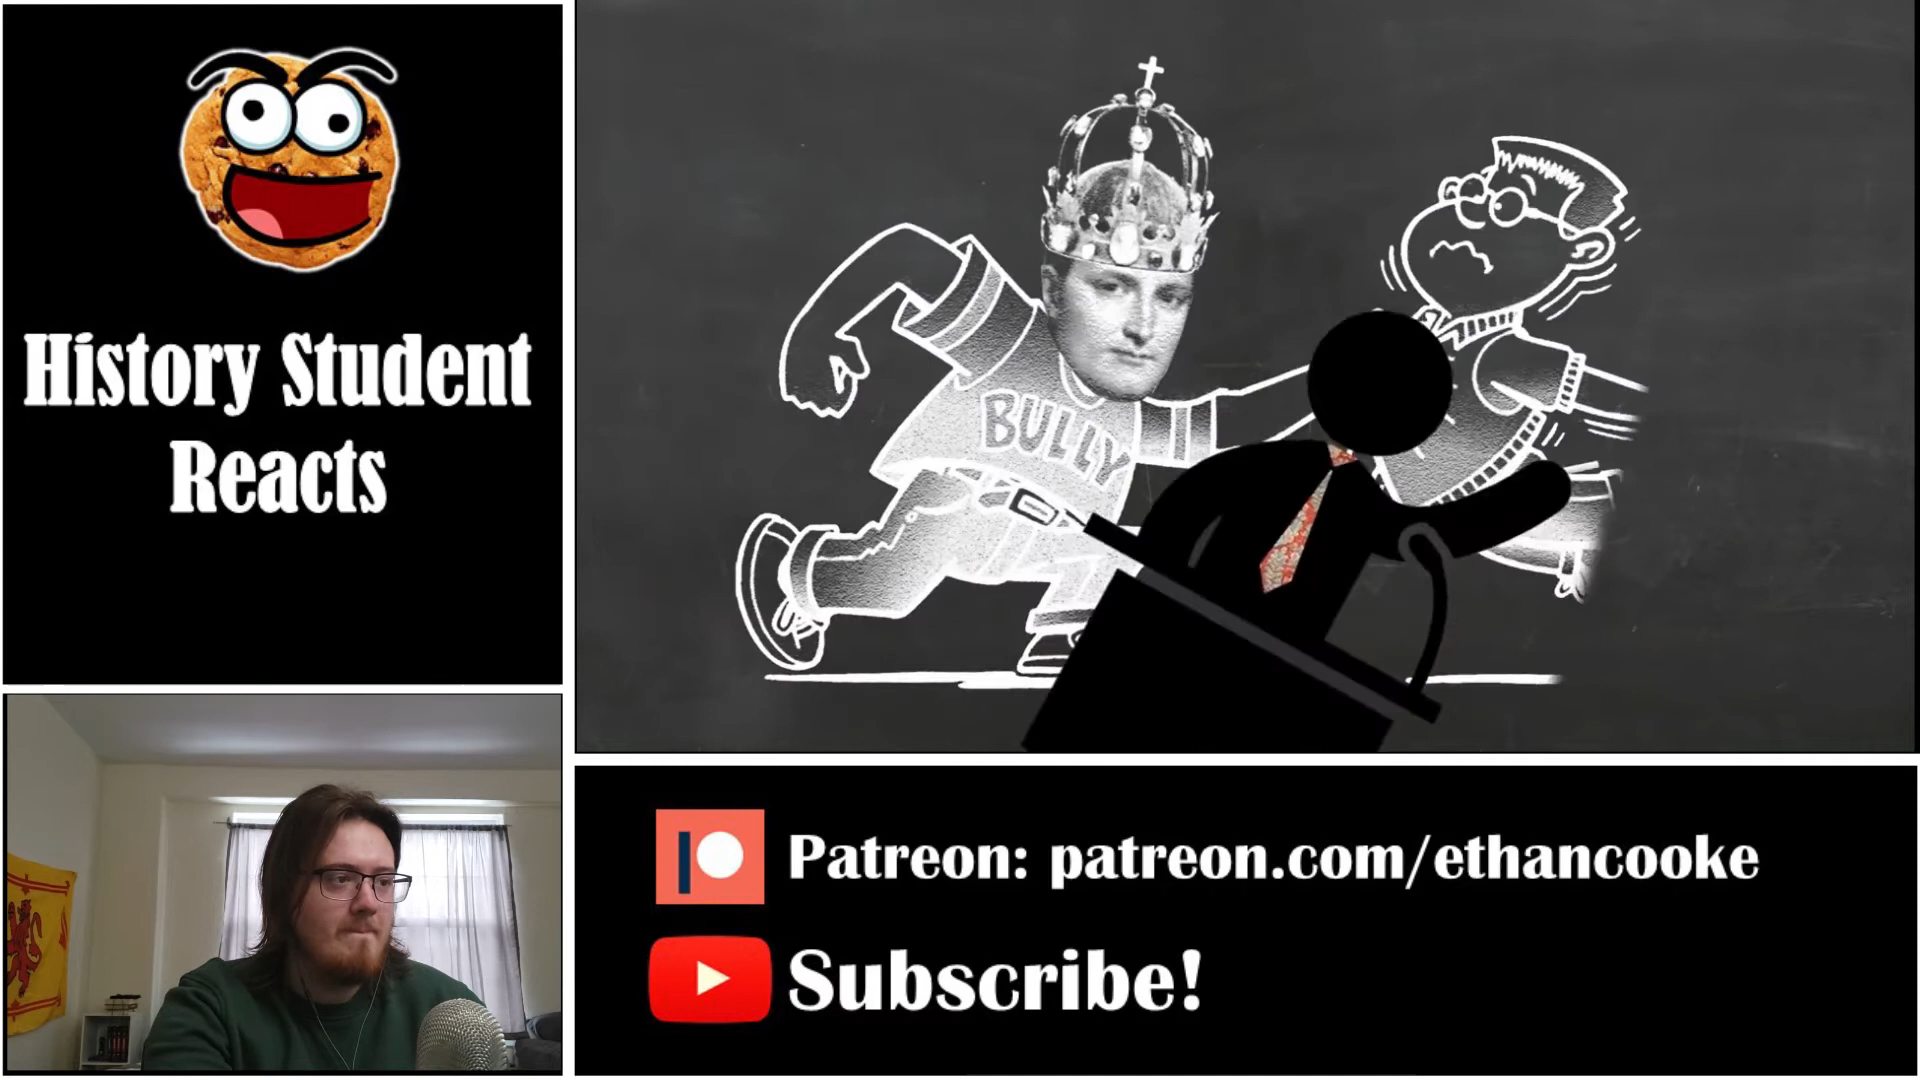 History Student
Reacts
BULLY
Patreon: patreon.com/ethancooke
Subscribe!